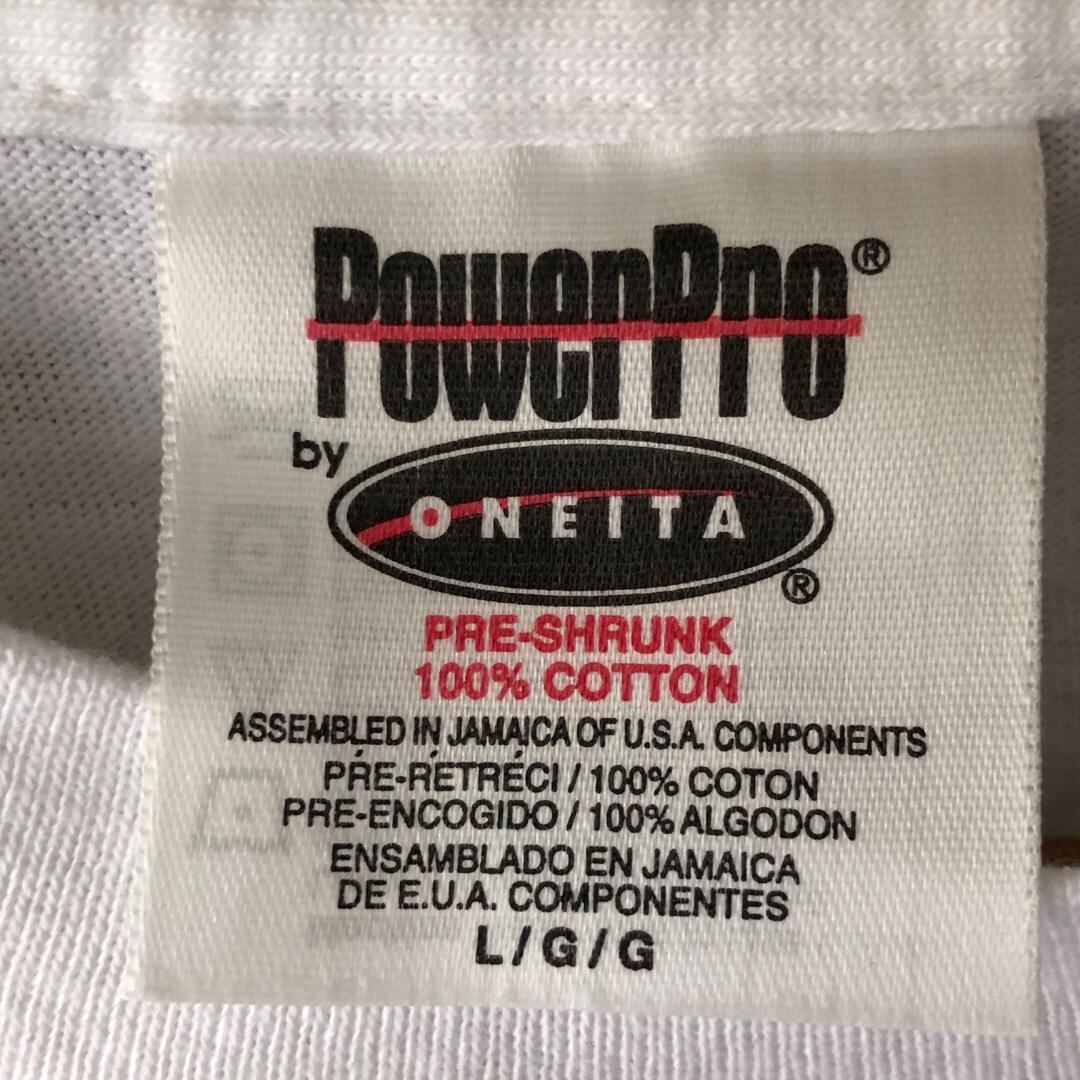 PowerPro®
by ONEITA®
PRE-SHRUNK
100% COTTON
ASSEMBLED IN JAMAICA OF U.S.A. COMPONENTS
PRÉ-RÉTRÉCI / 100% COTON
PRE-ENCOGIDO / 100% ALGODON
ENSAMBLADO EN JAMAICA
DE E.U.A. COMPONENTES
L / G / G